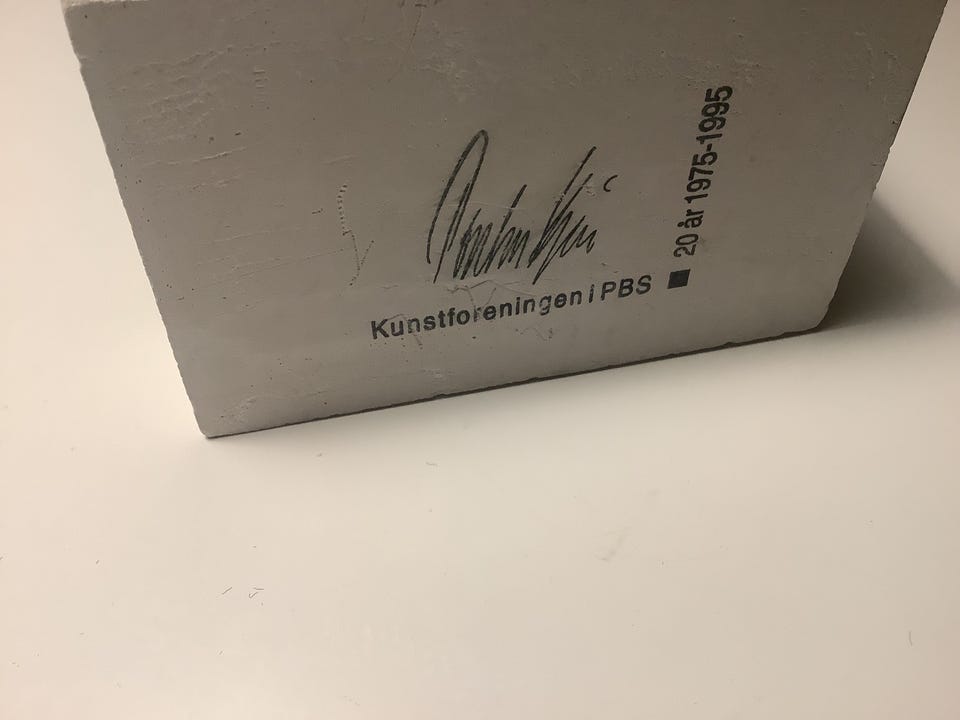 Kunstforeningen i PBS
20 år 1975-1995